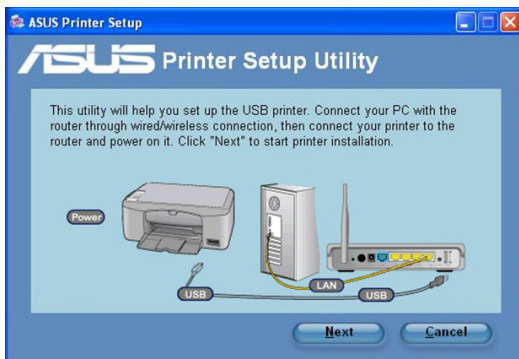 ASUS Printer Setup
ASUS Printer Setup Utility
This utility will help you set up the USB printer. Connect your PC with the
router through wired/wireless connection, then connect your printer to the
router and power on it. Click "Next" to start printer installation.
Power
USB
LAN
USB
Next
Cancel